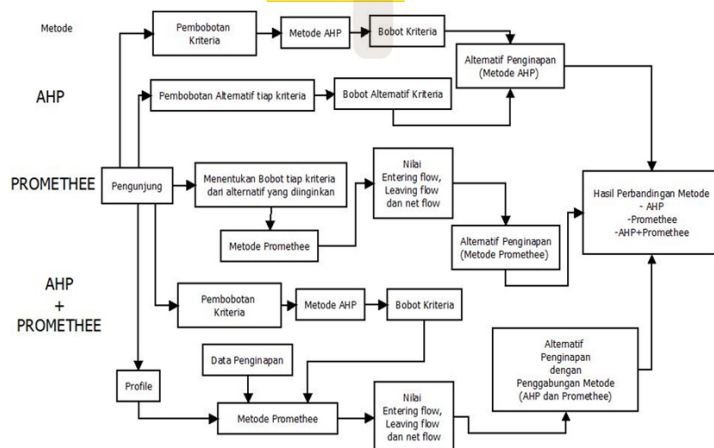 Metode
Pembobotan
Kriteria
Metode AHP
Bobot Kriteria
Alternatif Penginapan
(Metode AHP)
AHP
Pembobotan Alternatif tiap kriteria
Bobot Alternatif Kriteria
PROMETHEE
Pengunjung
Menentukan Bobot tiap kriteria
dari alternatif yang diinginkan
Nilai
Entering flow,
Leaving flow
dan net flow
Metode Promethee
Alternatif Penginapan
(Metode Promethee)
Hasil Perbandingan Metode
- AHP
-Promethee
-AHP+Promethee
AHP
+
PROMETHEE
Pembobotan
Kriteria
Metode AHP
Bobot Kriteria
Data Penginapan
Profile
Metode Promethee
Nilai
Entering flow,
Leaving flow
dan net flow
Alternatif
Penginapan
dengan
Penggabungan Metode
(AHP dan Promethee)